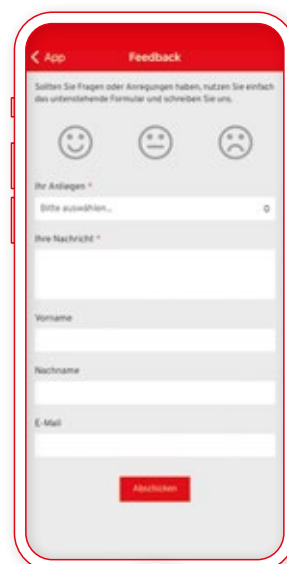 App
Feedback
Sollten Sie Fragen oder Anregungen haben, nutzen Sie einfach
das untenstehende Formular und schreiben Sie uns.
Ihr Anliegen *
Bitte auswählen...
Ihre Nachricht *
Vorname
Nachname
E-Mail
Abschicken